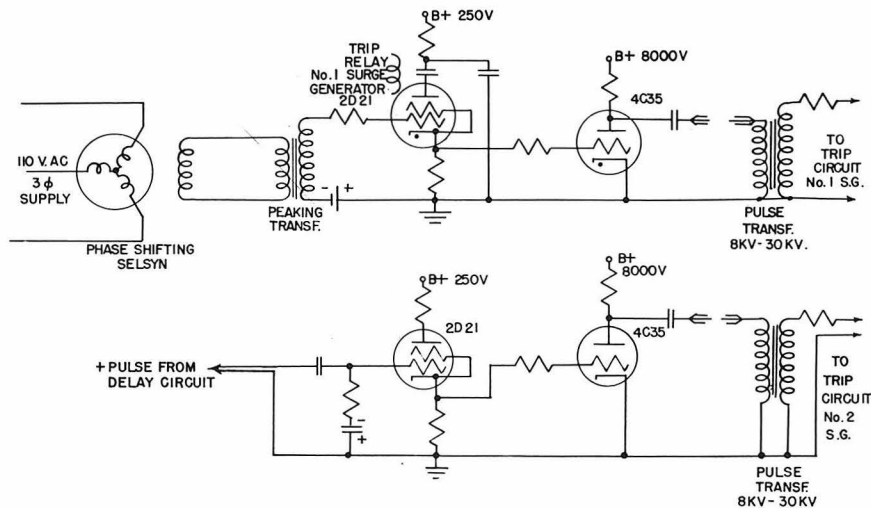 B+ 250V
TRIP
RELAY
No.1 SURGE
GENERATOR
2D21
B+ 8000V
4C35
110 V. AC
3 ϕ
SUPPLY
PHASE SHIFTING
SELSYN
- +
PEAKING
TRANSF.
TO
TRIP
CIRCUIT
No.1 S.G.
PULSE
TRANSF.
8KV-30KV.
B+ 250V
2D21
B+
8000V
4C35
+ PULSE FROM
DELAY CIRCUIT
-
+
TO
TRIP
CIRCUIT
No. 2
S.G.
PULSE
TRANSF.
8KV-30KV